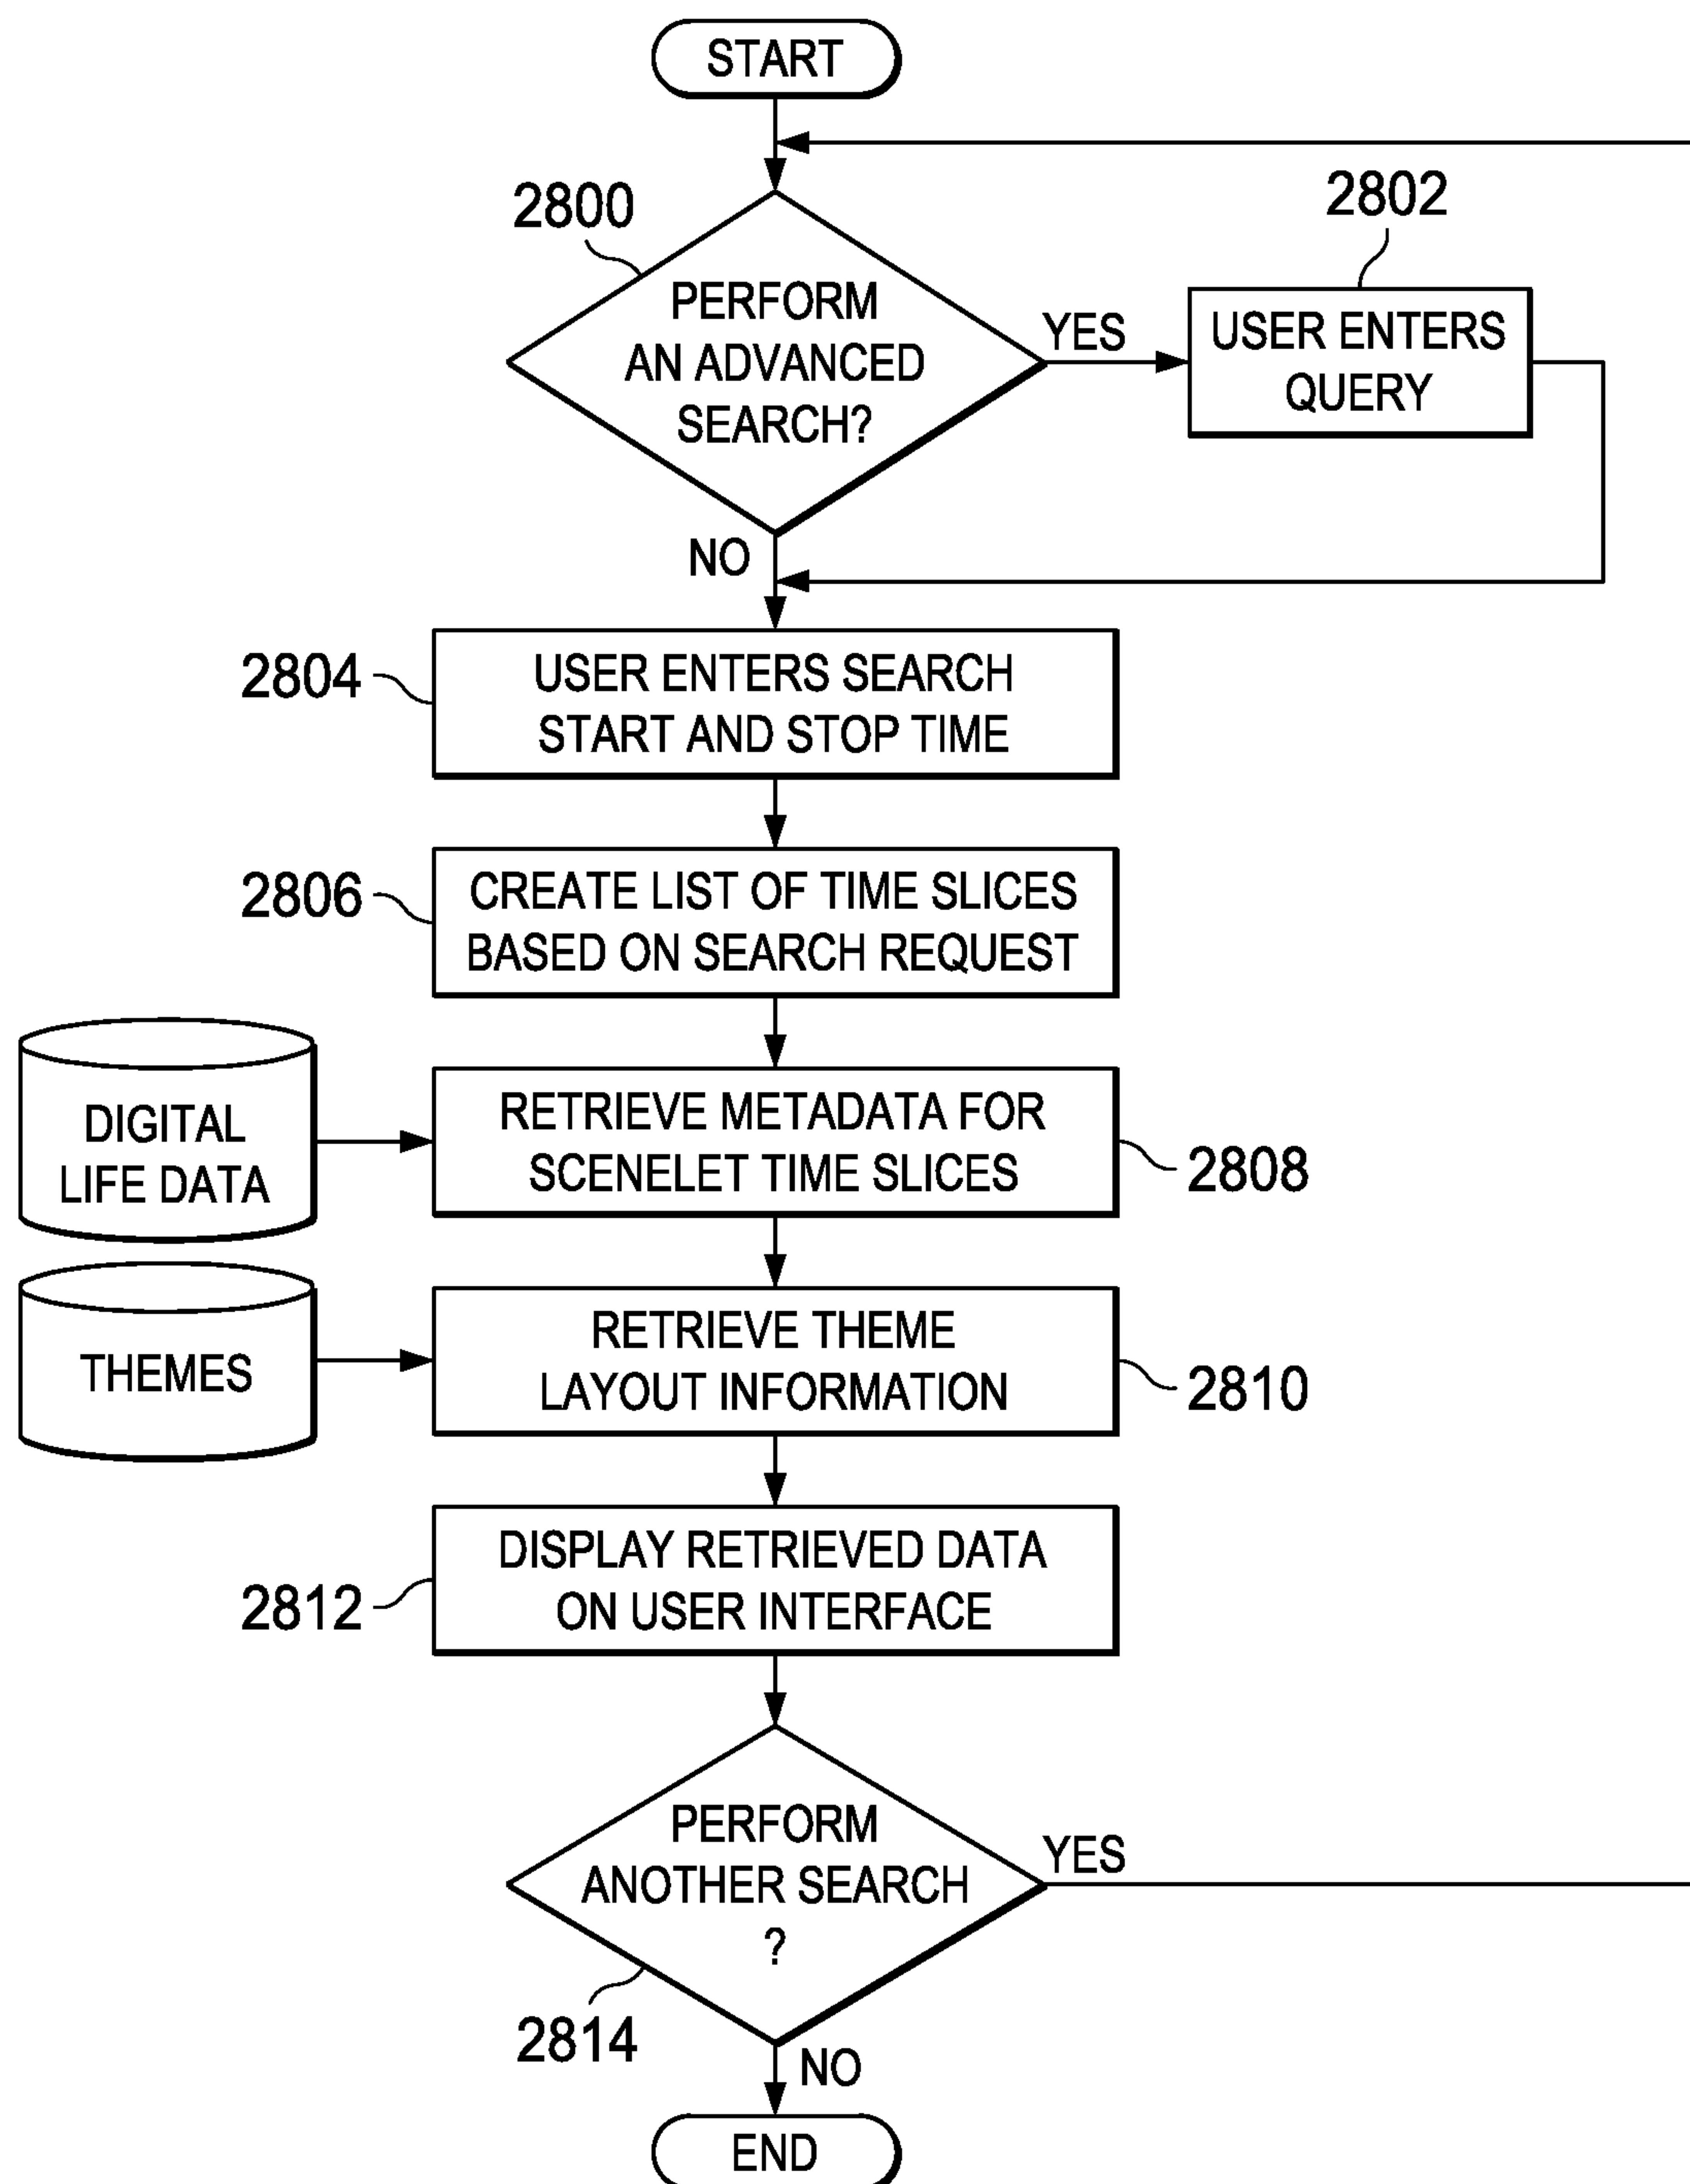 START
2800
PERFORM
AN ADVANCED
SEARCH?
YES
2802
USER ENTERS
QUERY
NO
2804
USER ENTERS SEARCH
START AND STOP TIME
2806
CREATE LIST OF TIME SLICES
BASED ON SEARCH REQUEST
DIGITAL
LIFE DATA
RETRIEVE METADATA FOR
SCENELET TIME SLICES
2808
THEMES
RETRIEVE THEME
LAYOUT INFORMATION
2810
2812
DISPLAY RETRIEVED DATA
ON USER INTERFACE
PERFORM
ANOTHER SEARCH
?
YES
2814
NO
END